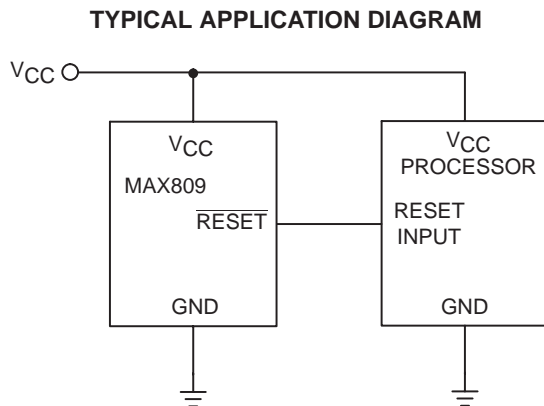 TYPICAL APPLICATION DIAGRAM
VCC
VCC
MAX809
RESET
GND
VCC
PROCESSOR
RESET
INPUT
GND